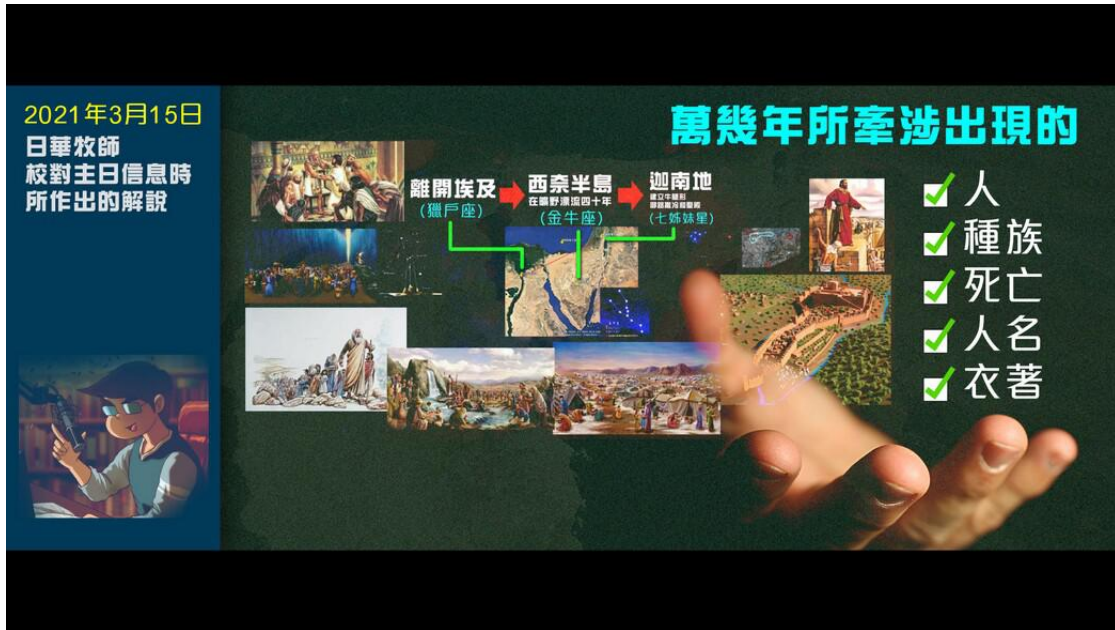 2021年3月15日
日華牧師
校對主日信息時
所作出的解說
萬幾年所牽涉出現的
離開埃及
(獵戶座)
西奈半島
在曠野漂流四十年
(金牛座)
迦南地
(七姊妹星)
人
種族
死亡
人名
衣著